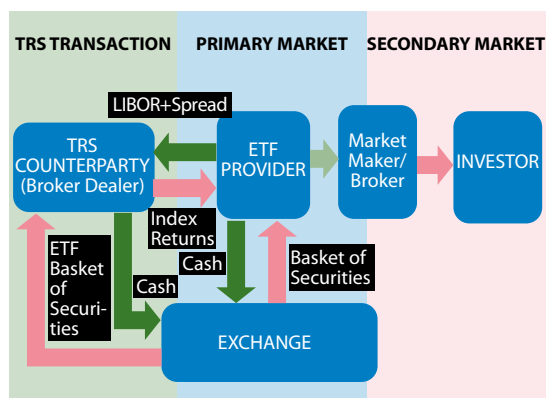 TRS TRANSACTION
PRIMARY MARKET
SECONDARY MARKET
LIBOR+Spread
TRS
COUNTERPARTY
(Broker Dealer)
ETF
PROVIDER
Market
Maker/
Broker
INVESTOR
Index
Returns
ETF
Basket
of
Securi-
ties
Cash
Cash
Basket of
Securities
EXCHANGE